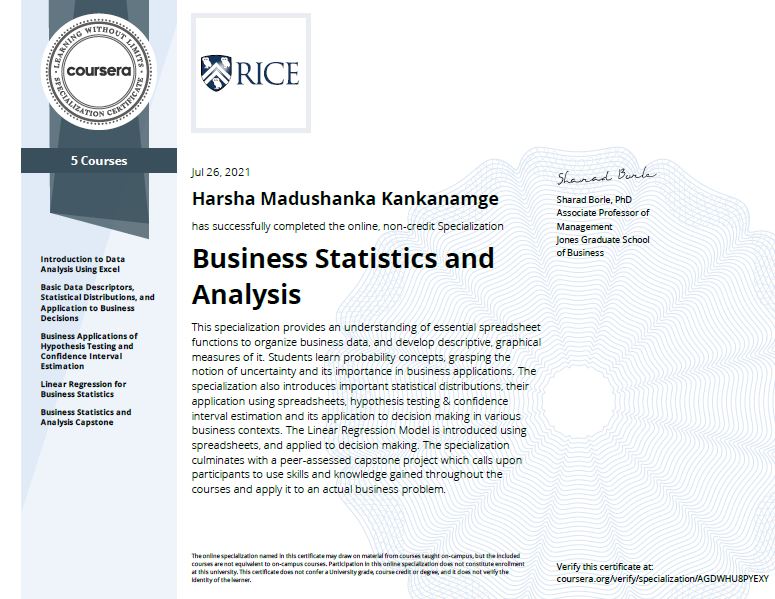 LEARNING WITHOUT LIMITS
coursera
SPECIALIZATION CERTIFICATE
5 Courses
Introduction to Data
Analysis Using Excel
Basic Data Descriptors,
Statistical Distributions, and
Application to Business
Decisions
Business Applications of
Hypothesis Testing and
Confidence Interval
Estimation
Linear Regression for
Business Statistics
Business Statistics and
Analysis Capstone
RICE
Jul 26, 2021
Harsha Madushanka Kankanamge
has successfully completed the online, non-credit Specialization
Business Statistics and
Analysis
This specialization provides an understanding of essential spreadsheet
functions to organize business data, and develop descriptive, graphical
measures of it. Students learn probability concepts, grasping the
notion of uncertainty and its importance in business applications. The
specialization also introduces important statistical distributions, their
application using spreadsheets, hypothesis testing & confidence
interval estimation and its application to decision making in various
business contexts. The Linear Regression Model is introduced using
spreadsheets, and applied to decision making. The specialization
culminates with a peer-assessed capstone project which calls upon
participants to use skills and knowledge gained throughout the
courses and apply it to an actual business problem.
Sharad Borle
Sharad Borle, PhD
Associate Professor of
Management
Jones Graduate School
of Business
The online specialization named in this certificate may draw on material from courses taught on-campus, but the included
courses are not equivalent to on-campus courses. Participation in this online specialization does not constitute enrollment
at this university. This certificate does not confer a University grade, course credit or degree, and it does not verify the
identity of the learner.
Verify this certificate at:
coursera.org/verify/specialization/AGDWHU8PYEXY